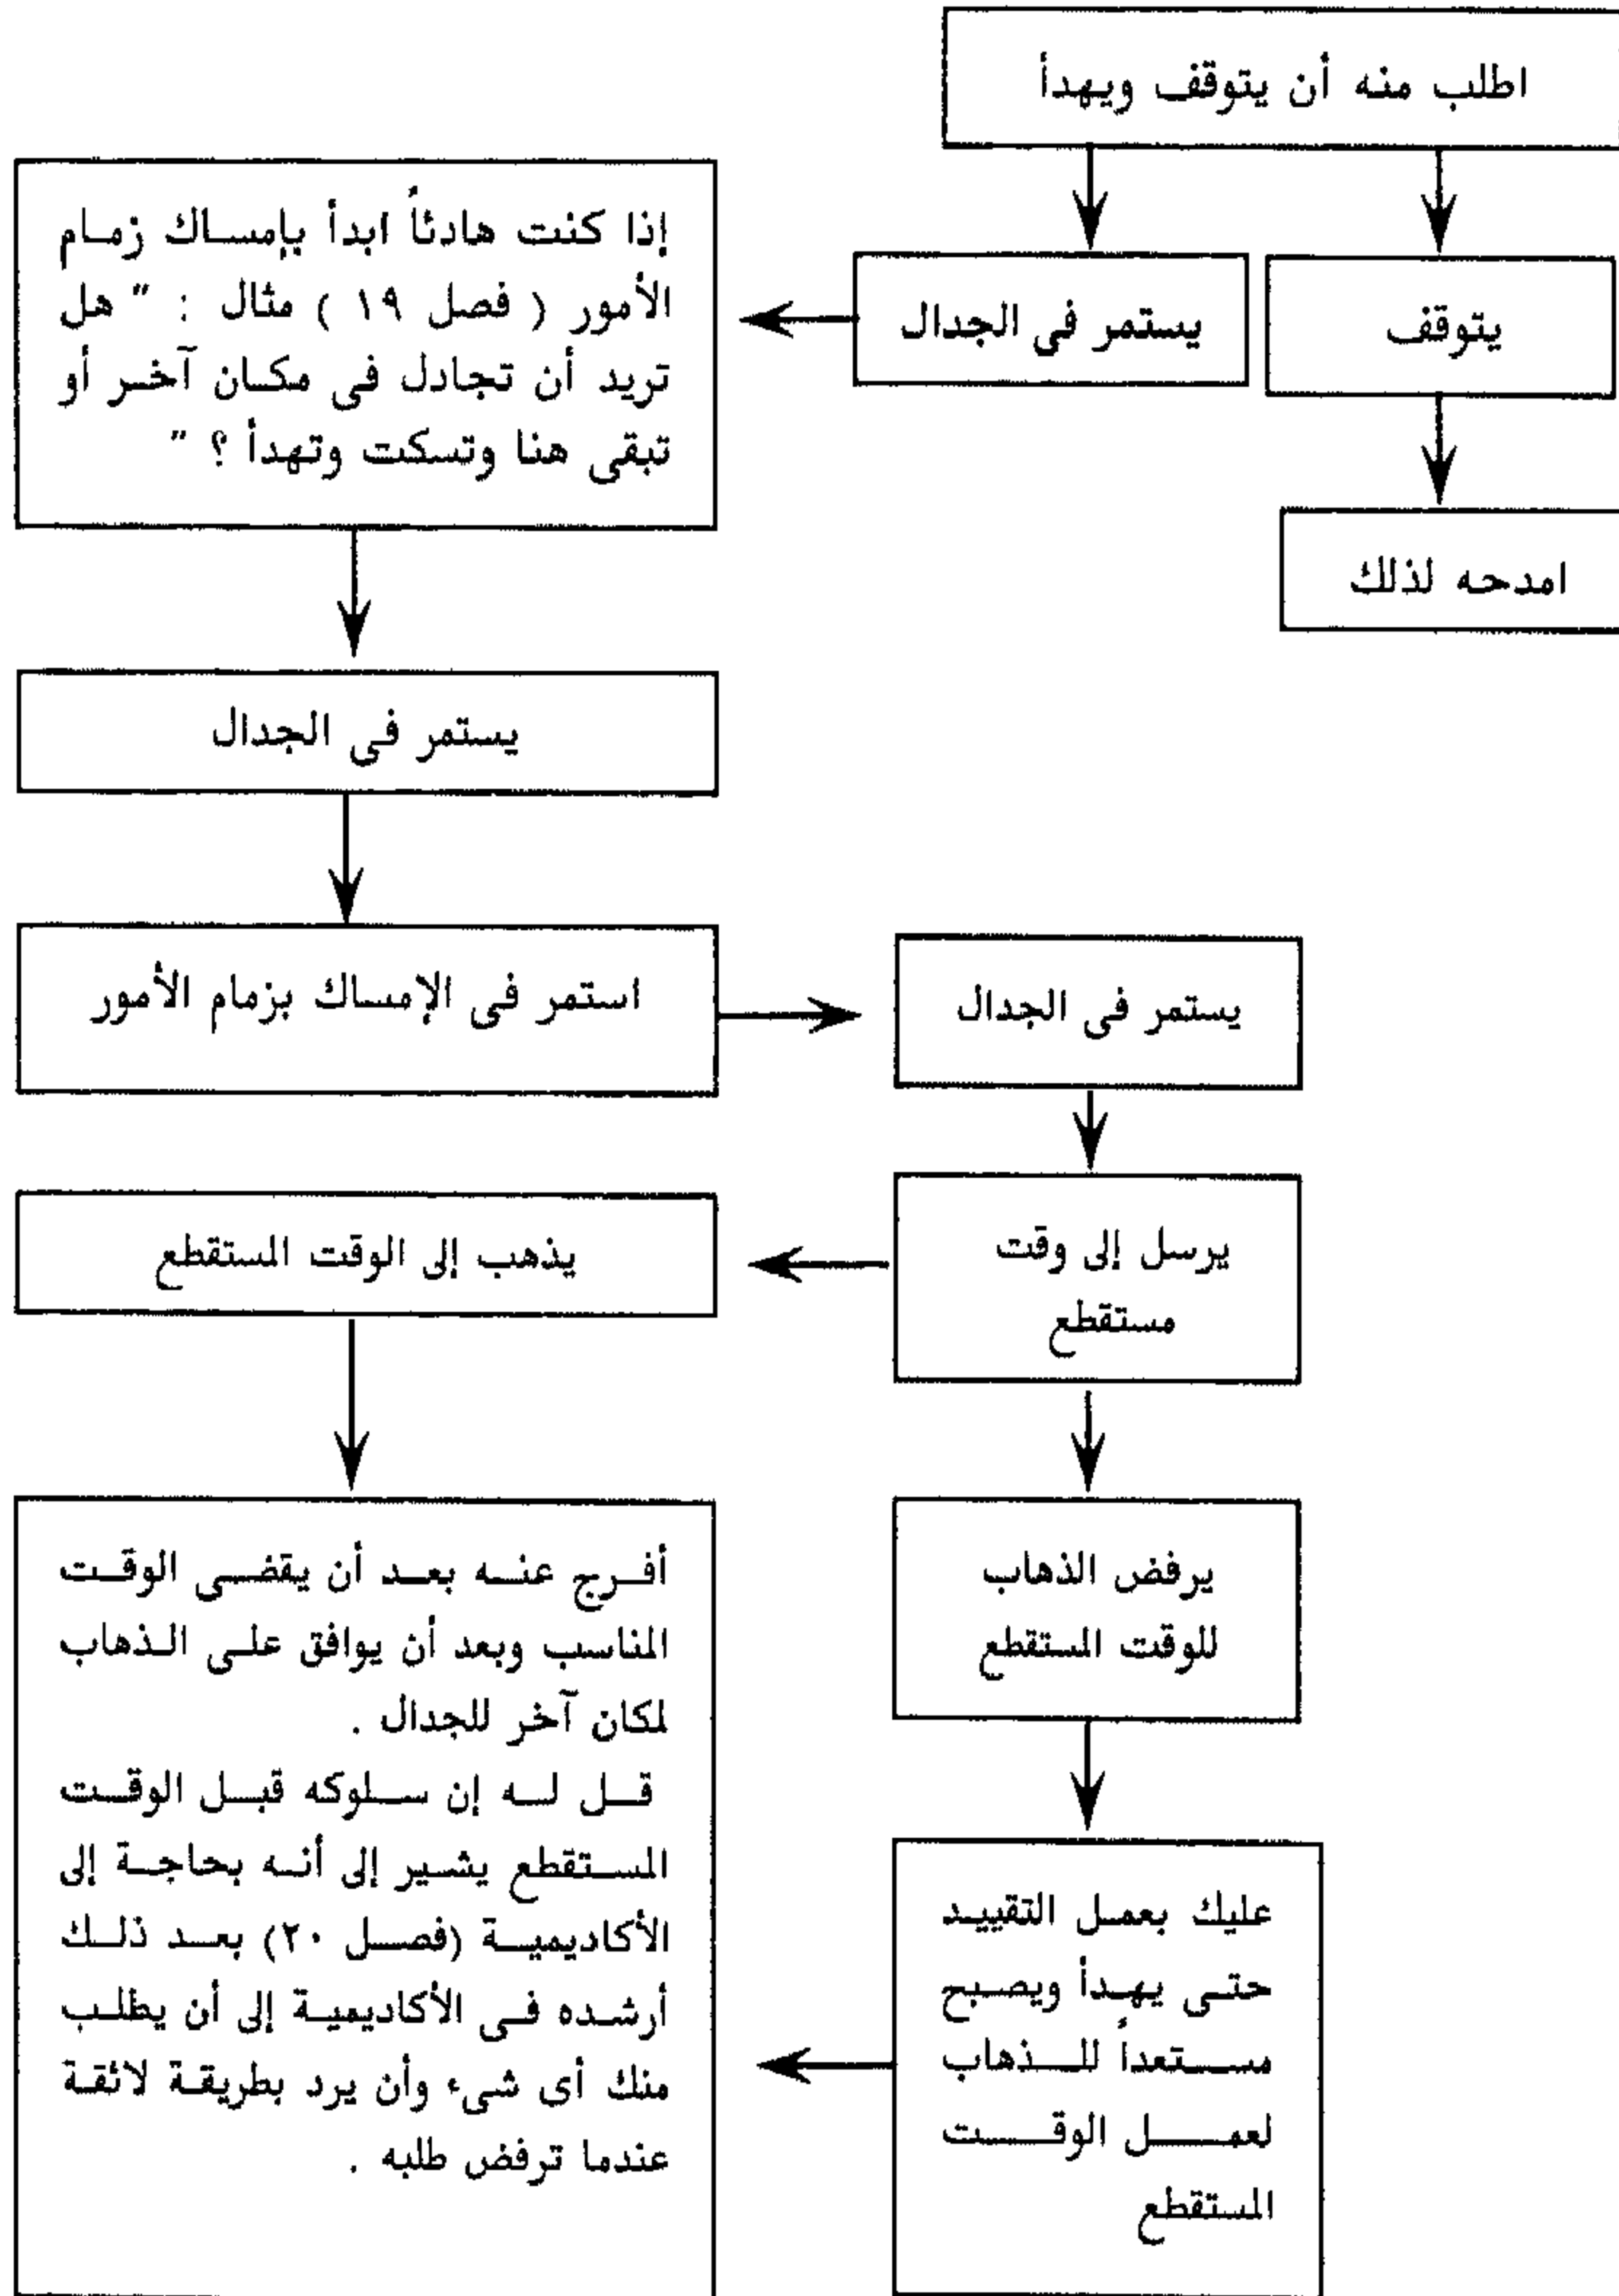 اطلب منه أن يتوقف ويهدأ
يتوقف
امدحه لذلك
يستمر فى الجدال
إذا كنت هادئاً ابدأ بإمساك زمام
الأمور ( فصل ١٩ ) مثال : " هل
تريد أن تجادل فى مكان آخر أو
تبقى هنا وتسكت وتهدأ ؟ "
يستمر فى الجدال
استمر فى الإمساك بزمام الأمور
يستمر فى الجدال
يرسل إلى وقت
مستقطع
يذهب إلى الوقت المستقطع
يرفض الذهاب
للوقت المستقطع
عليك بعمل التقييد
حتى يهدأ ويصبح
مستعداً للذهاب
لعمل الوقت
المستقطع
أفرج عنه بعد أن يقضى الوقت
المناسب وبعد أن يوافق على الذهاب
لمكان آخر للجدال .
قل له إن سلوكه قبل الوقت
المستقطع يشير إلى أنه بحاجة إلى
الأكاديمية (فصل ٢٠) بعد ذلك
أرشده فى الأكاديمية إلى أن يطلب
منك أى شىء وأن يرد بطريقة لائقة
عندما ترفض طلبه .